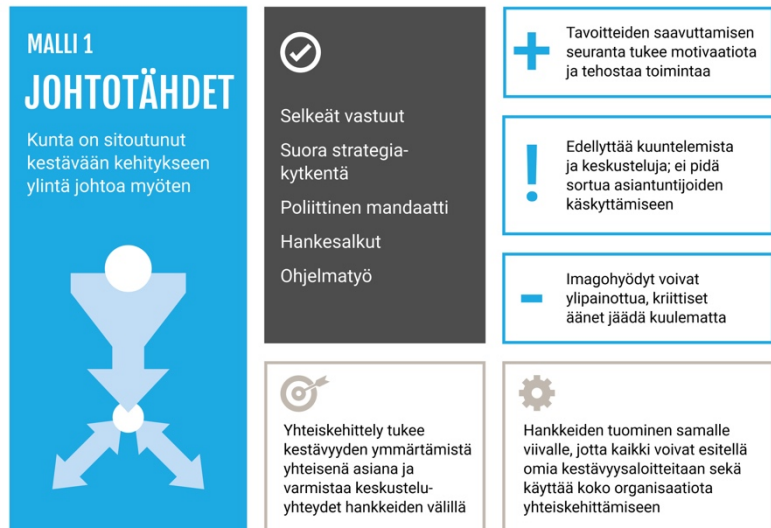 MALLI 1
JOHTOTÄHDET
Kunta on sitoutunut
kestävään kehitykseen
ylintä johtoa myöten
Selkeät vastuut
Suora strategia-
kytkentä
Poliittinen mandaatti
Hankesalkut
Ohjelmatyö
Tavoitteiden saavuttamisen
seuranta tukee motivaatiota
ja tehostaa toimintaa
Edellyttää kuuntelemista
ja keskusteluja; ei pidä
sortua asiantuntijoiden
käskyttämiseen
Imagohyödyt voivat
ylipainottua, kriittiset
äänet jäädä kuulematta
Yhteiskehittely tukee
kestävyyden ymmärtämistä
yhteisenä asiana ja
varmistaa keskustelu-
yhteydet hankkeiden välillä
Hankkeiden tuominen samalle
viivalle, jotta kaikki voivat esitellä
omia kestävyysaloitteitaan sekä
käyttää koko organisaatiota
yhteiskehittämiseen